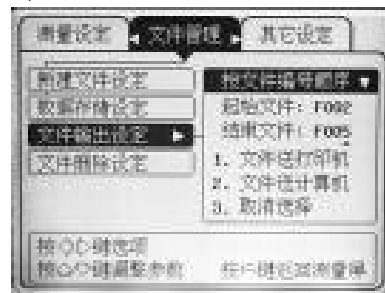 测量设定 文件管理 其它设定
新建文件设定
数据存储设定
文件输出设定
文件删除设定
按文件编号顺序
起始文件: F002
结束文件: F005
1. 文件送打印机
2. 文件送计算机
3. 取消选择
按◁▷键选项
按△▽键调整参数
按F键返回测量屏